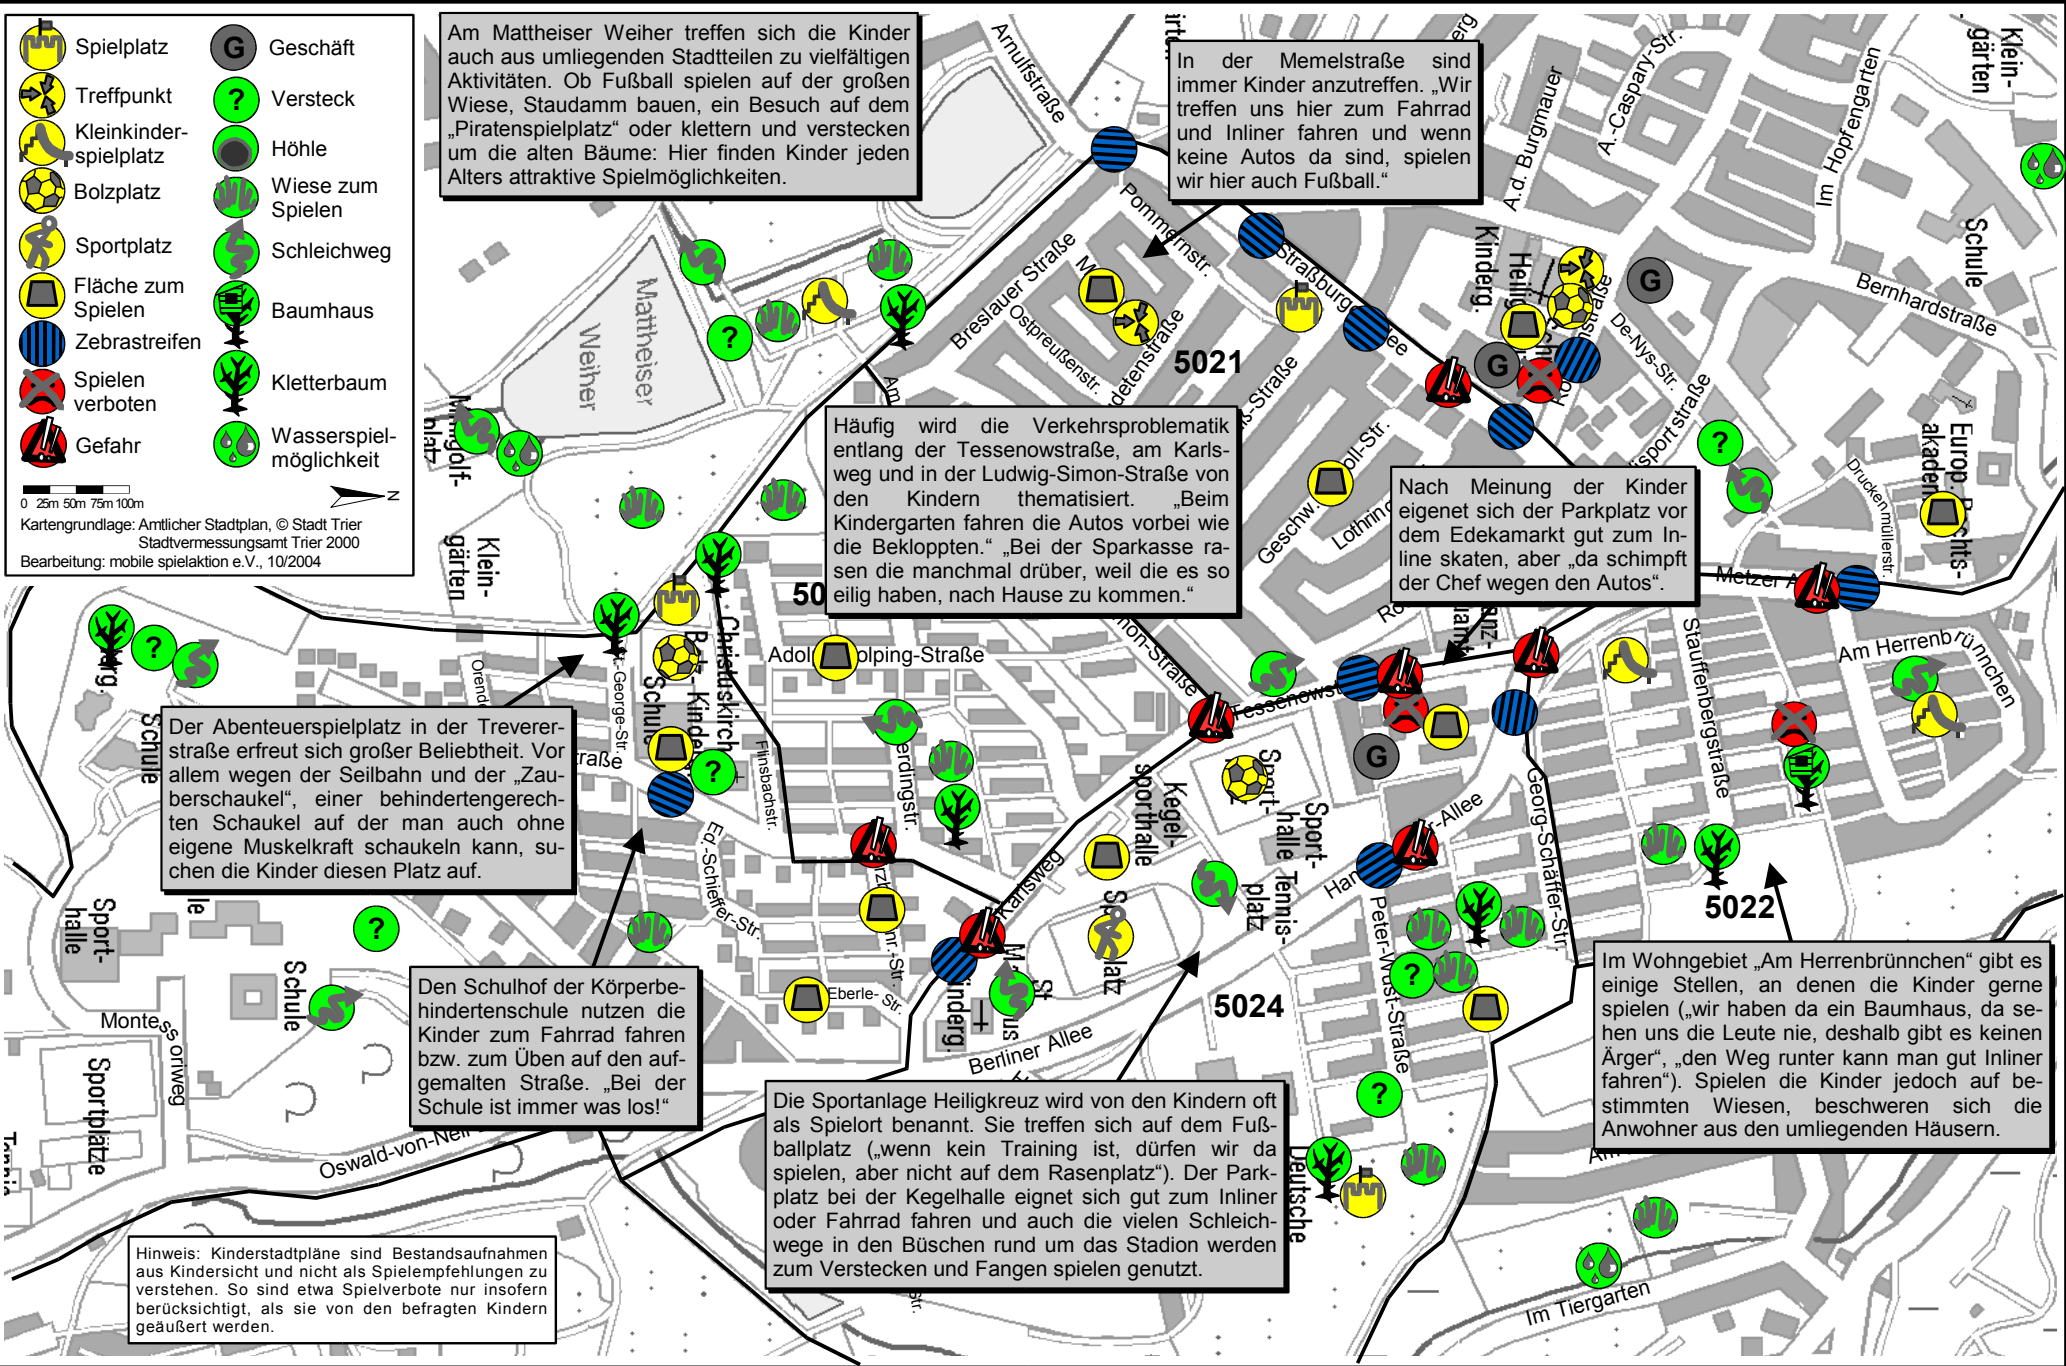 Spielplatz
Treffpunkt
Kleinkinder-
spielplatz
Bolzplatz
Sportplatz
Fläche zum
Spielen
Zebrastreifen
Spielen
verboten
Gefahr
G
Geschäft
?
Versteck
Höhle
Wiese zum
Spielen
Schleichweg
Baumhaus
Kletterbaum
Wasserspiel-
möglichkeit
0 25m 50m 75m 100m
N
Kartengrundlage: Amtlicher Stadtplan, © Stadt Trier
Stadtvermessungsamt Trier 2000
Bearbeitung: mobile spielaktion e.V., 10/2004
Am Mattheiser Weiher treffen sich die Kinder
auch aus umliegenden Stadtteilen zu vielfältigen
Aktivitäten. Ob Fußball spielen auf der großen
Wiese, Staudamm bauen, ein Besuch auf dem
„Piratenspielplatz“ oder klettern und verstecken
um die alten Bäume: Hier finden Kinder jeden
Alters attraktive Spielmöglichkeiten.
In der Memelstraße sind
immer Kinder anzutreffen. „Wir
treffen uns hier zum Fahrrad
und Inliner fahren und wenn
keine Autos da sind, spielen
wir hier auch Fußball.“
Häufig wird die Verkehrsproblematik
entlang der Tessenowstraße, am Karls-
weg und in der Ludwig-Simon-Straße von
den Kindern thematisiert. „Beim
Kindergarten fahren die Autos vorbei wie
die Bekloppten.“ „Bei der Sparkasse ra-
sen die manchmal drüber, weil die es so
eilig haben, nach Hause zu kommen.“
Nach Meinung der Kinder
eigenet sich der Parkplatz vor
dem Edekamarkt gut zum In-
line skaten, aber „da schimpft
der Chef wegen den Autos“.
Der Abenteuerspielplatz in der Treverer-
straße erfreut sich großer Beliebtheit. Vor
allem wegen der Seilbahn und der „Zau-
berschaukel“, einer behindertengerech-
ten Schaukel auf der man auch ohne
eigene Muskelkraft schaukeln kann, su-
chen die Kinder diesen Platz auf.
Den Schulhof der Körperbe-
hindertenschule nutzen die
Kinder zum Fahrrad fahren
bzw. zum Üben auf den auf-
gemalten Straße. „Bei der
Schule ist immer was los!“
Die Sportanlage Heiligkreuz wird von den Kindern oft
als Spielort benannt. Sie treffen sich auf dem Fuß-
ballplatz („wenn kein Training ist, dürfen wir da
spielen, aber nicht auf dem Rasenplatz“). Der Park-
platz bei der Kegelhalle eignet sich gut zum Inliner
oder Fahrrad fahren und auch die vielen Schleich-
wege in den Büschen rund um das Stadion werden
zum Verstecken und Fangen spielen genutzt.
Im Wohngebiet „Am Herrenbrünnchen“ gibt es
einige Stellen, an denen die Kinder gerne
spielen („wir haben da ein Baumhaus, da se-
hen uns die Leute nie, deshalb gibt es keinen
Ärger“, „den Weg runter kann man gut Inliner
fahren“). Spielen die Kinder jedoch auf be-
stimmten Wiesen, beschweren sich die
Anwohner aus den umliegenden Häusern.
Hinweis: Kinderstadtpläne sind Bestandsaufnahmen
aus Kindersicht und nicht als Spielempfehlungen zu
verstehen. So sind etwa Spielverbote nur insofern
berücksichtigt, als sie von den befragten Kindern
geäußert werden.
Arnulfstraße
Pommernstr.
Breslauer Straße
Ostpreußenstr.
5021
Mattheiser
Weiher
Klein-
gärten
A.d. Burgmauer
A.-Caspary-Str.
Im Hopfengarten
Klein-
gärten
Schule
Bernhardstraße
De-Nys-Str.
Kinderg.
G
G
Druckenmüllerstr.
Stauffenbergstraße
Am Herrenbrünnchen
Christuskirch
Schule
Flinsbachstr.
Ed.-Schieffer-Str.
Eberle- Str.
Karlsweg
Kegel-
sporthalle
Sport-
halle
Tennis-
platz
G
Georg-Schäffer-Str.
Peter-Wust-Straße
Berliner Allee
5024
5022
Schule
Sport-
halle
Schule
Montessoriweg
Sportplätze
Deutsche
Im Tiergarten